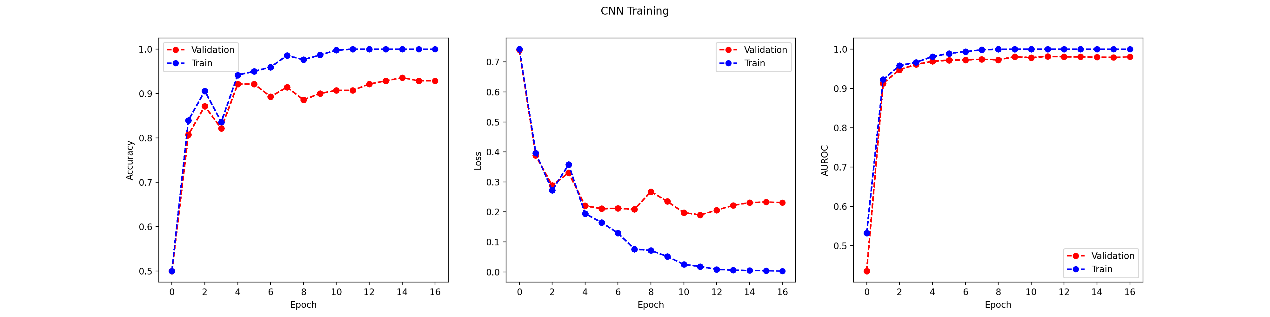 CNN Training
Accuracy
1.0
0.9
0.8
0.7
0.6
0.5
Validation
Train
0 2 4 6 8 10 12 14 16
Epoch
Loss
0.7
0.6
0.5
0.4
0.3
0.2
0.1
0.0
Validation
Train
0 2 4 6 8 10 12 14 16
Epoch
AUROC
1.0
0.9
0.8
0.7
0.6
0.5
Validation
Train
0 2 4 6 8 10 12 14 16
Epoch